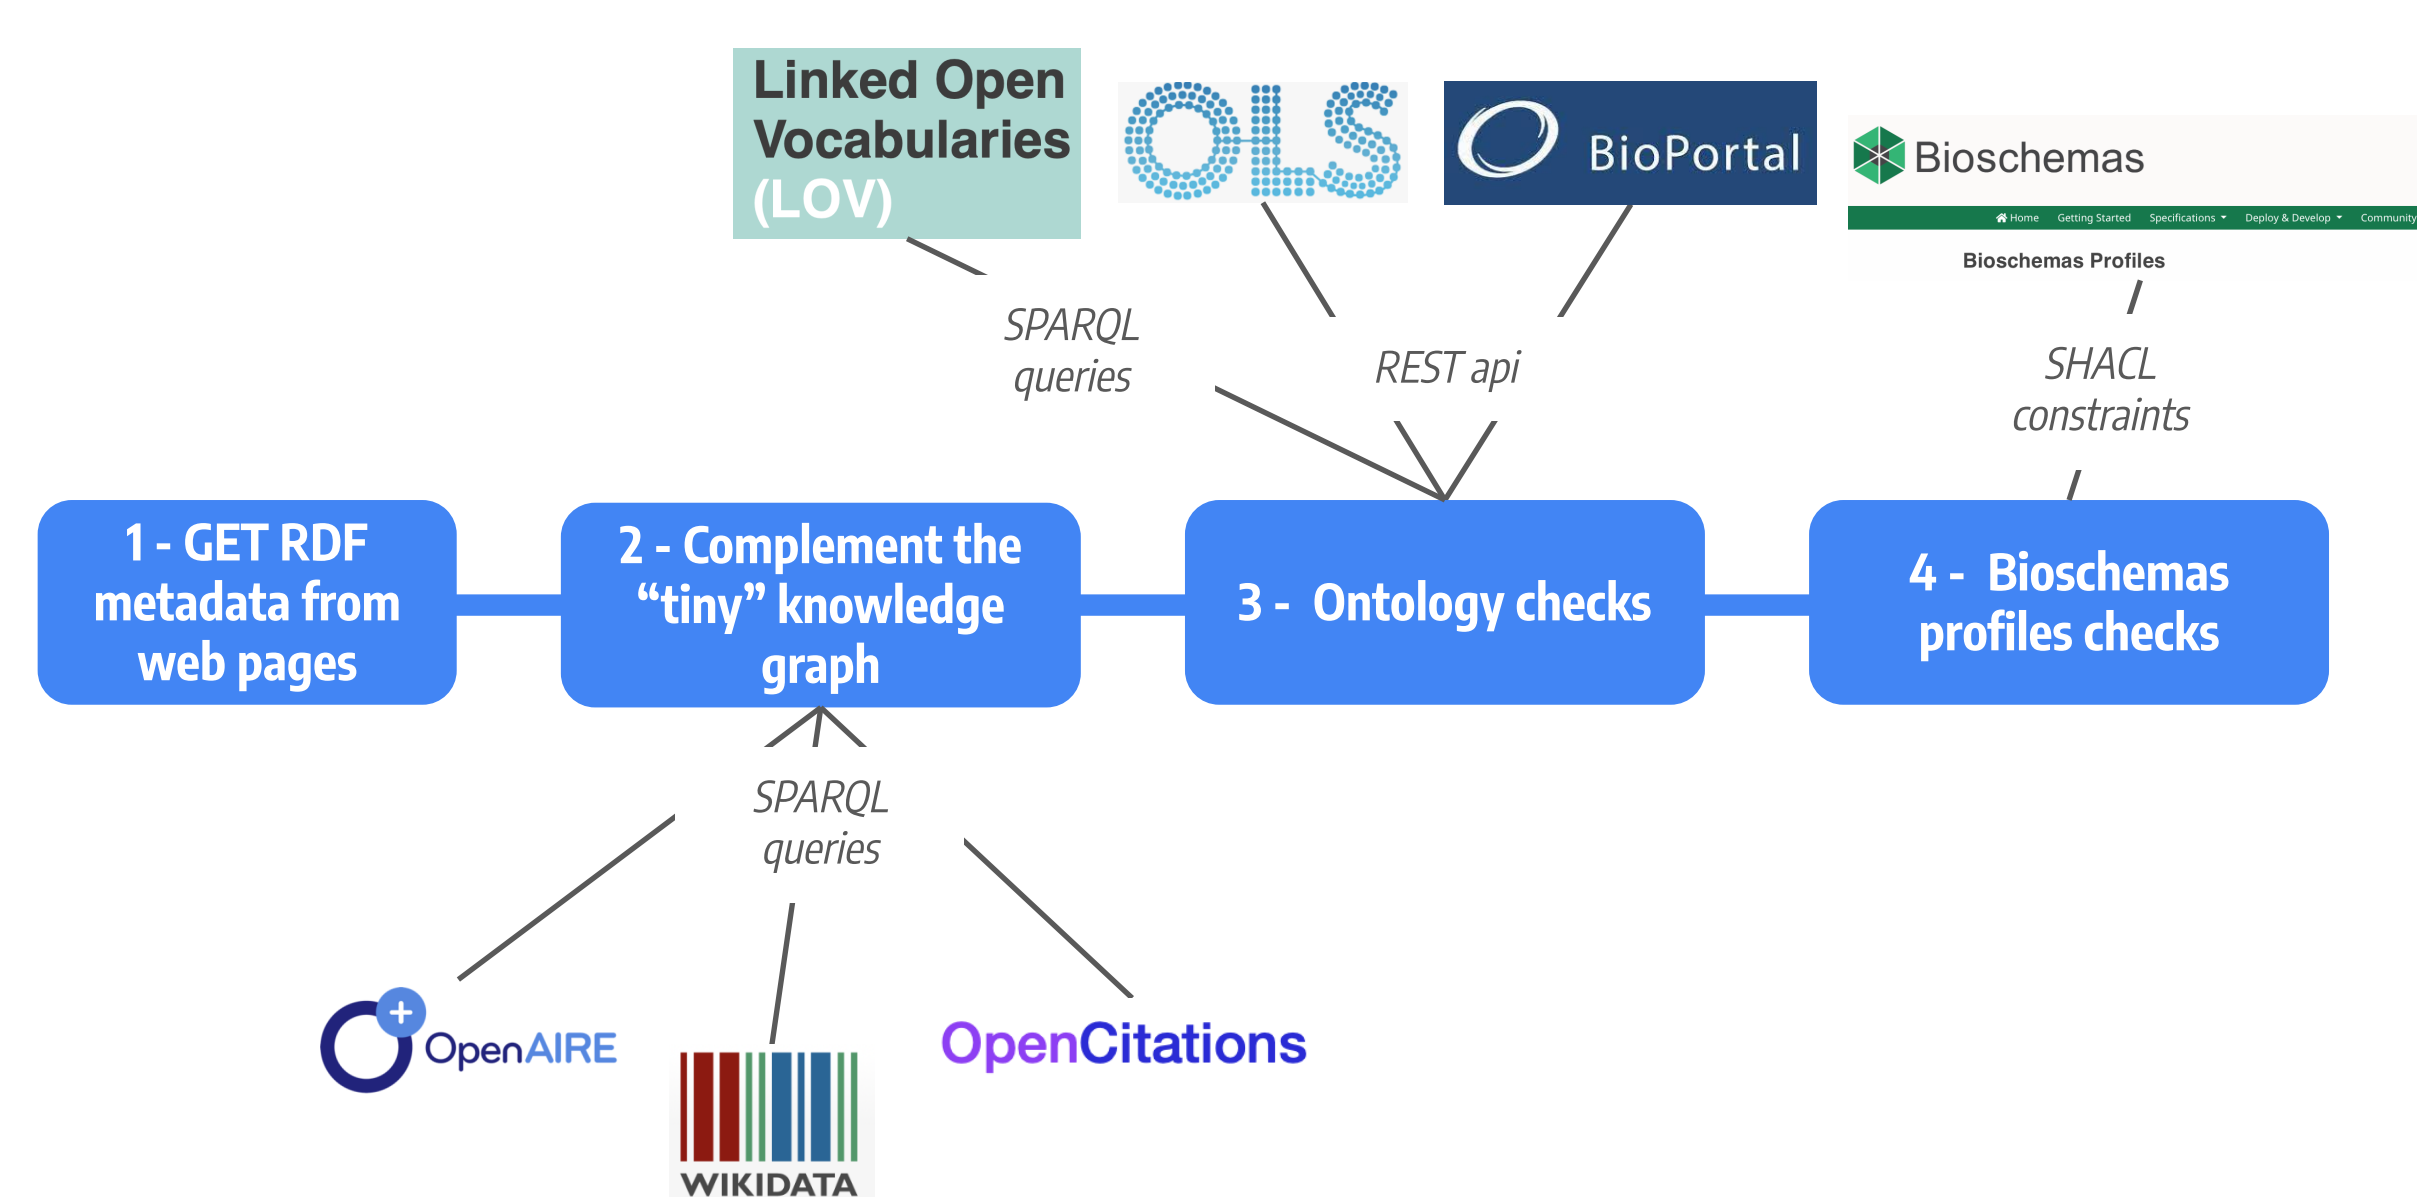 Linked Open
Vocabularies
(LOV)
OLS
BioPortal
Bioschemas
Home Getting Started Specifications Deploy & Develop Community
Bioschemas Profiles
SPARQL
queries
REST api
SHACL
constraints
1 - GET RDF
metadata from
web pages
2 - Complement the
“tiny” knowledge
graph
3 - Ontology checks
4 - Bioschemas
profiles checks
SPARQL
queries
OpenAIRE
OpenCitations
WIKIDATA